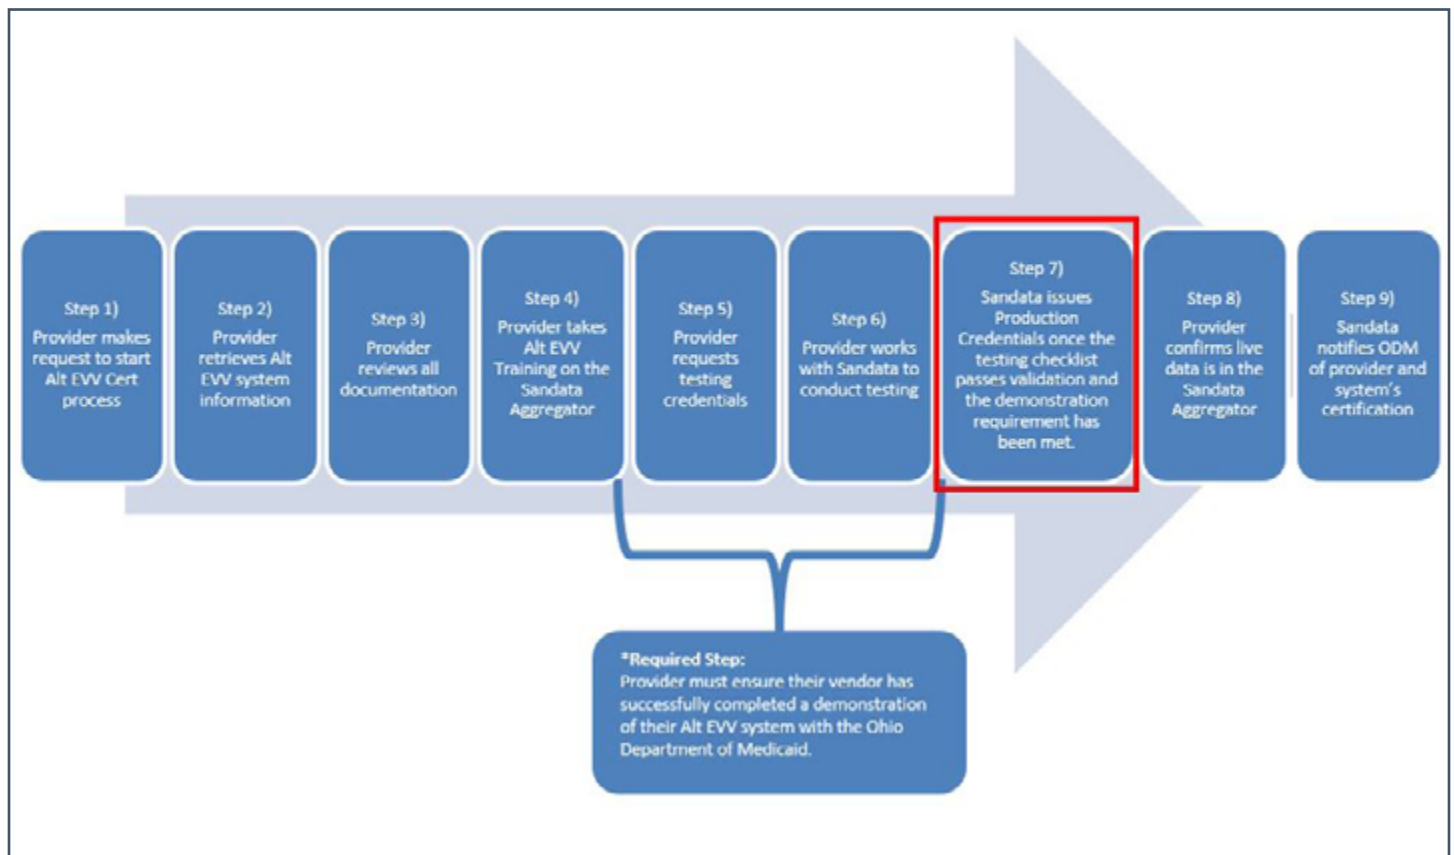 Step 1)
Provider makes
request to start
Alt EVV Cert
process
Step 2)
Provider
retrieves Alt
EVV system
information
Step 3)
Provider
reviews all
documentation
Step 4)
Provider takes
Alt EVV
Training on the
Sandata
Aggregator
Step 5)
Provider
requests
testing
credentials
Step 6)
Provider works
with Sandata to
conduct testing
Step 7)
Sandata issues
Production
Credentials once the
testing checklist
passes validation and
the demonstration
requirement has
been met.
Step 8)
Provider
confirms live
data is in the
Sandata
Aggregator
Step 9)
Sandata
notifies ODM
of provider and
system's
certification
*Required Step:
Provider must ensure their vendor has
successfully completed a demonstration
of their Alt EVV system with the Ohio
Department of Medicaid.